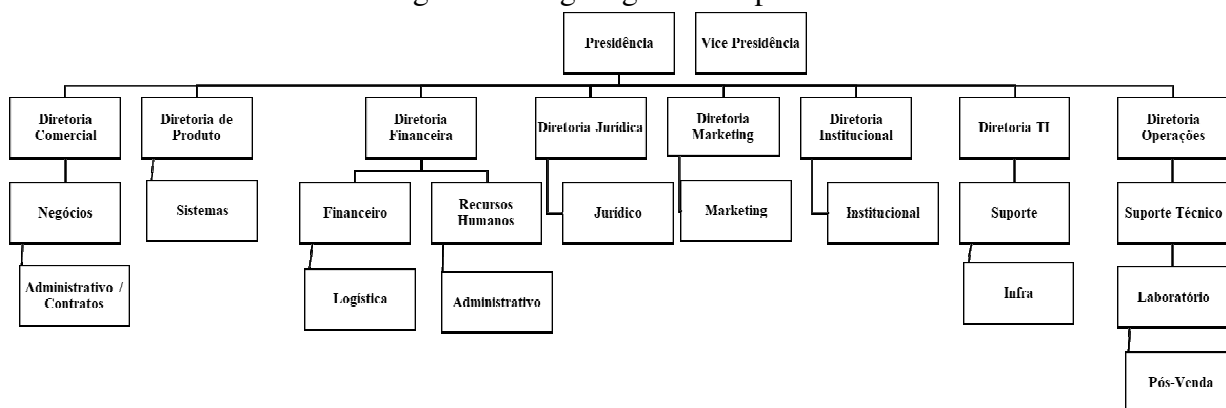 Presidência
Vice Presidência
Diretoria
Comercial
Diretoria de
Produto
Diretoria
Financeira
Diretoria Jurídica
Diretoria
Marketing
Diretoria
Institucional
Diretoria TI
Diretoria
Operações
Negócios
Sistemas
Financeiro
Recursos
Humanos
Jurídico
Marketing
Institucional
Suporte
Suporte Técnico
Administrativo /
Contratos
Logística
Administrativo
Infra
Laboratório
Pós-Venda